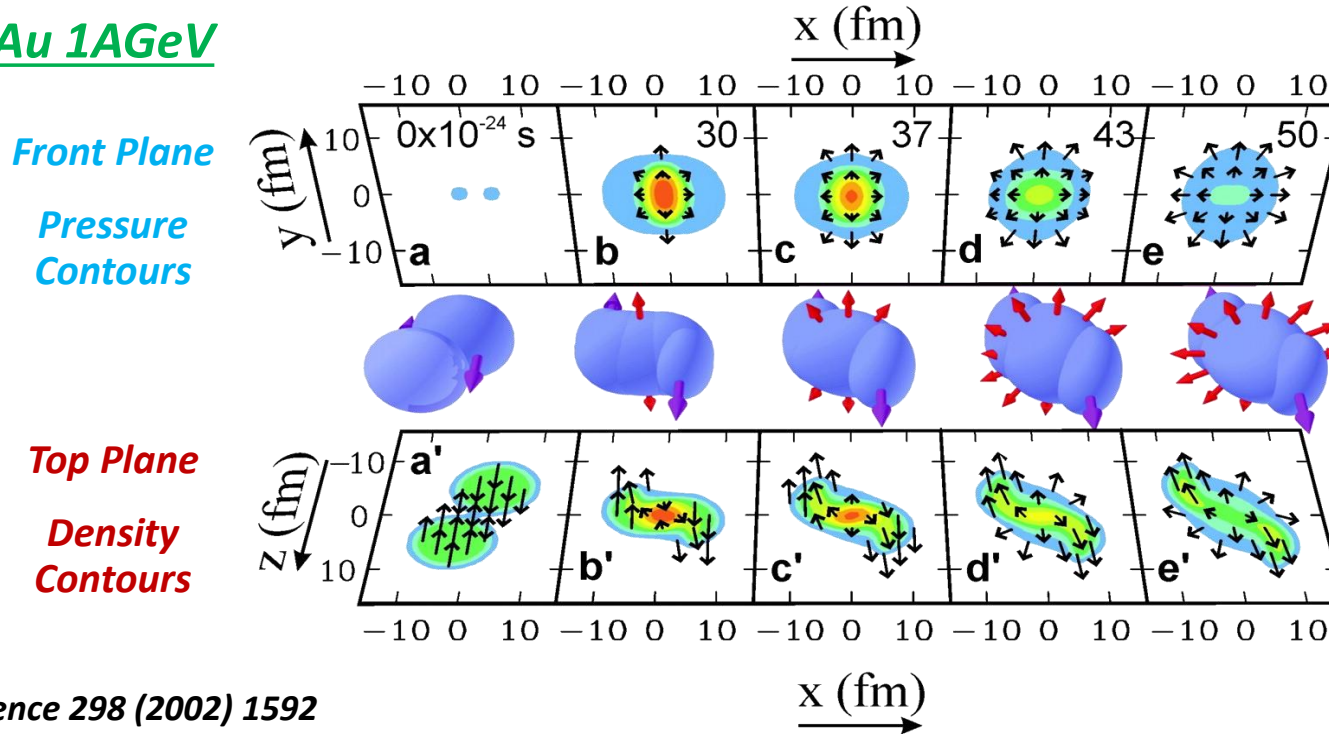 Au 1AGeV
x (fm)
−10 0 10 −10 0 10 −10 0 10 −10 0 10 −10 0 10
Front Plane
Pressure
Contours
y (fm)
10
0
−10
0x10⁻²⁴ s
30
37
43
50
a
b
c
d
e
Top Plane
Density
Contours
z (fm)
−10
0
10
a'
b'
c'
d'
e'
−10 0 10 −10 0 10 −10 0 10 −10 0 10 −10 0 10
x (fm)
ence 298 (2002) 1592